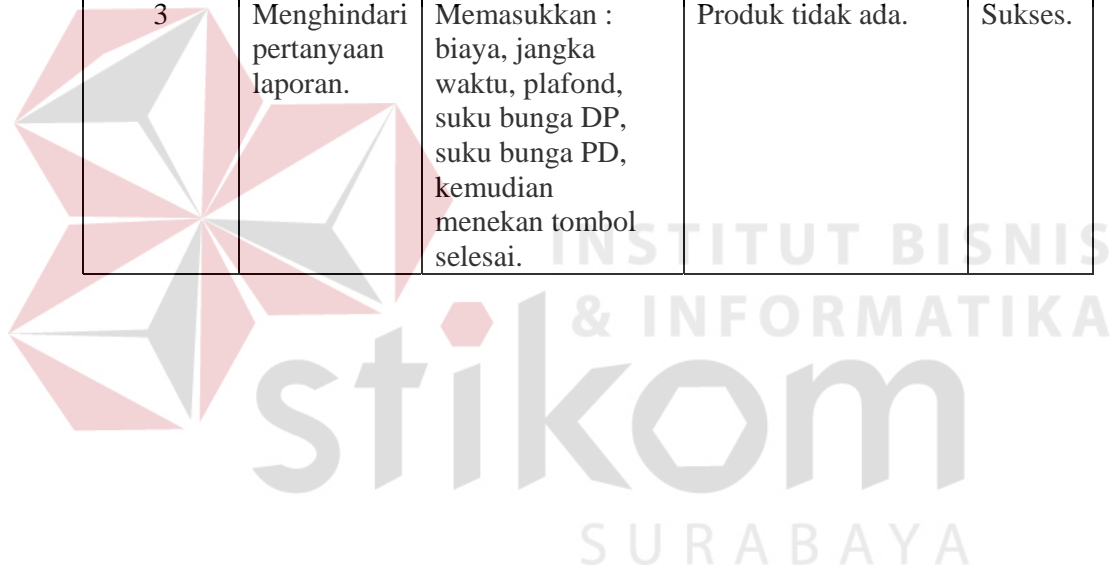 3 Menghindari Memasukkan : Produk tidak ada. Sukses.
pertanyaan biaya, jangka
laporan. waktu, plafond,
suku bunga DP,
suku bunga PD,
kemudian
menekan tombol
selesai.
INSTITUT BISNIS
& INFORMATIKA
stikom
SURABAYA